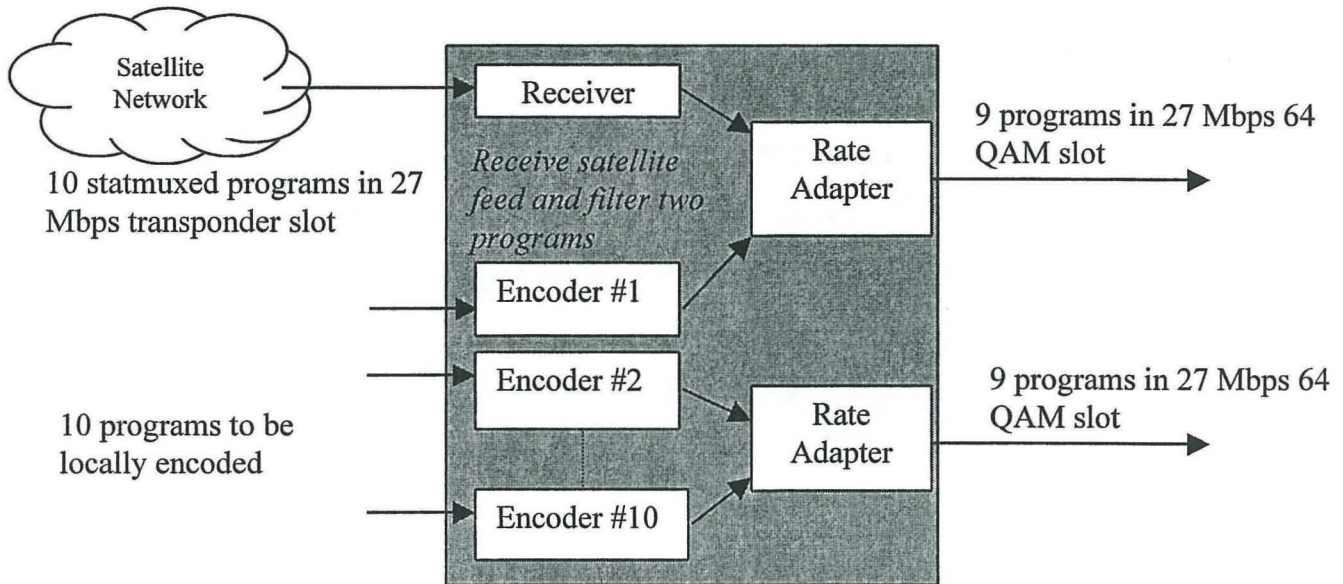 Satellite
Network
10 statmuxed programs in 27
Mbps transponder slot
Receiver
Receive satellite
feed and filter two
programs
Encoder #1
Encoder #2
Encoder #10
10 programs to be
locally encoded
Rate
Adapter
Rate
Adapter
9 programs in 27 Mbps 64
QAM slot
9 programs in 27 Mbps 64
QAM slot